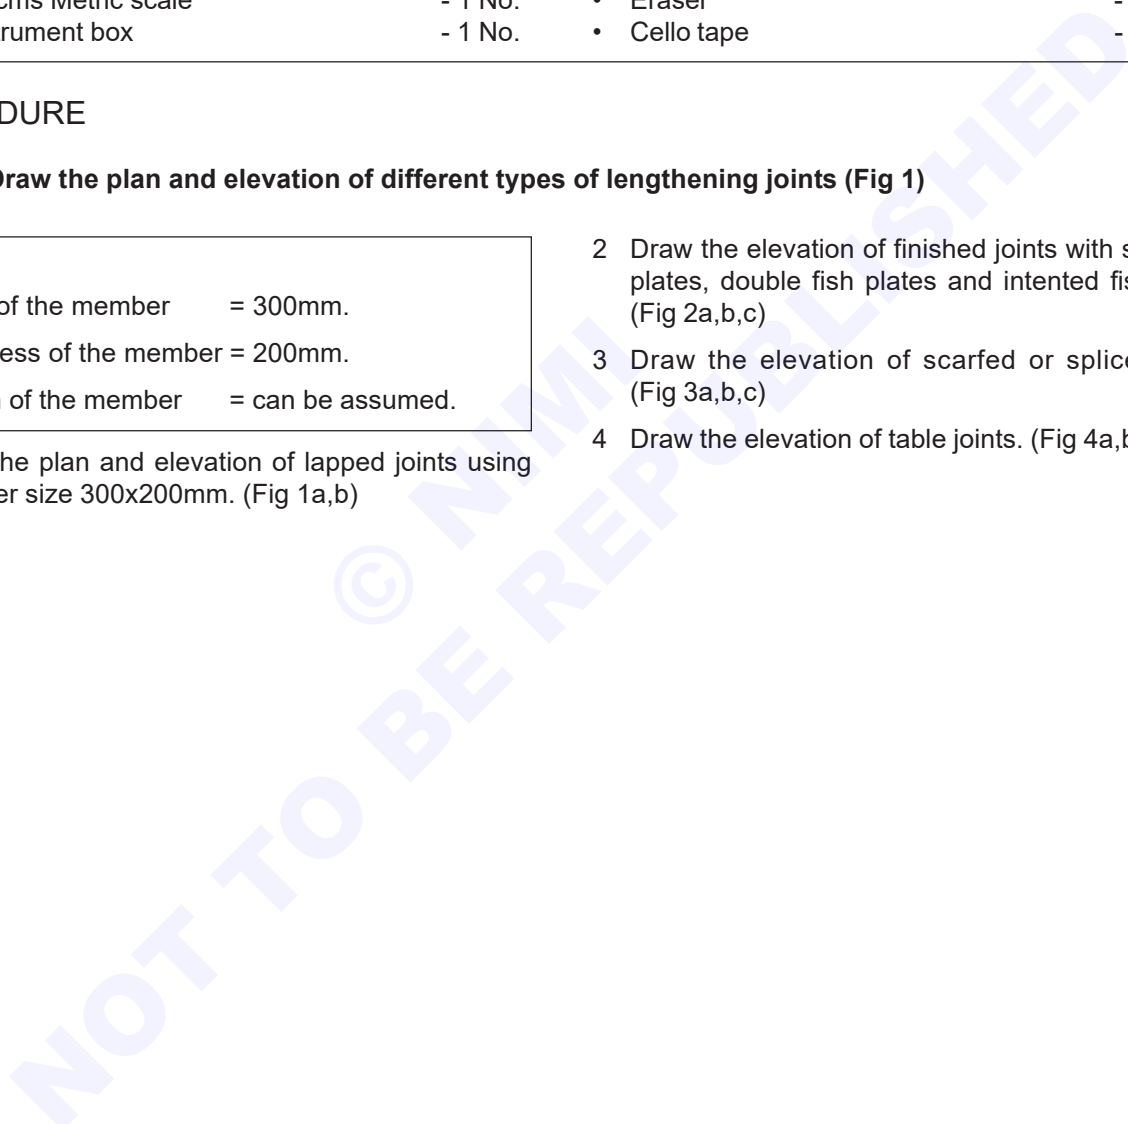 cms Metric scale - 1 No. • Eraser -
rument box - 1 No. • Cello tape -
DURE
Draw the plan and elevation of different types of lengthening joints (Fig 1)
of the member = 300mm.
ess of the member = 200mm.
of the member = can be assumed.
he plan and elevation of lapped joints using
er size 300x200mm. (Fig 1a,b)
2 Draw the elevation of finished joints with s
plates, double fish plates and intented fis
(Fig 2a,b,c)
3 Draw the elevation of scarfed or splice
(Fig 3a,b,c)
4 Draw the elevation of table joints. (Fig 4a,b
© NIMI
NOT TO BE REPUBLISHED